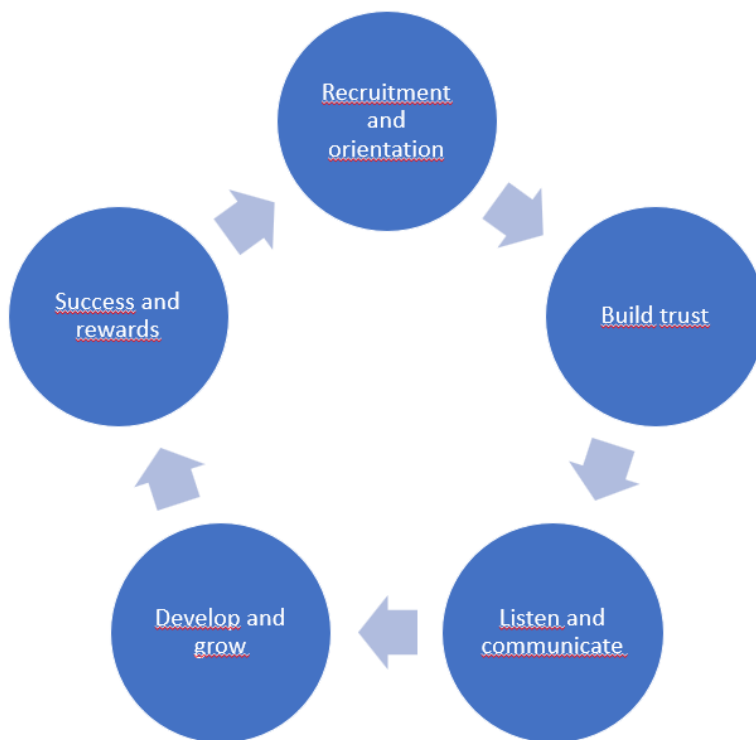 Recruitment
and
orientation
Build trust
Listen and
communicate
Develop and
grow
Success and
rewards